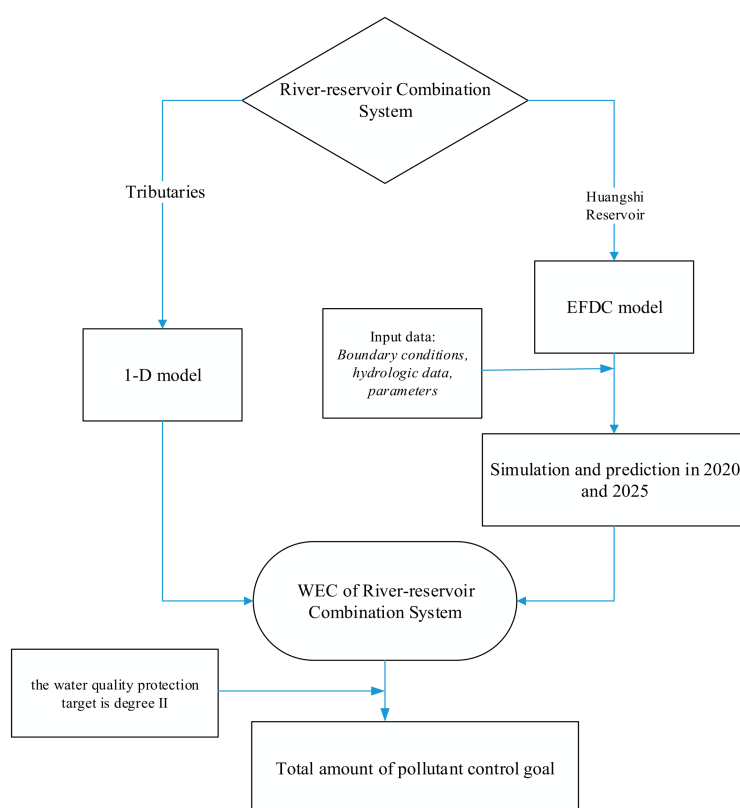 River-reservoir Combination
System
Tributaries
Huangshi
Reservoir
EFDC model
Input data:
Boundary conditions,
hydrologic data,
parameters
1-D model
Simulation and prediction in 2020
and 2025
WEC of River-reservoir
Combination System
the water quality protection
target is degree II
Total amount of pollutant control goal